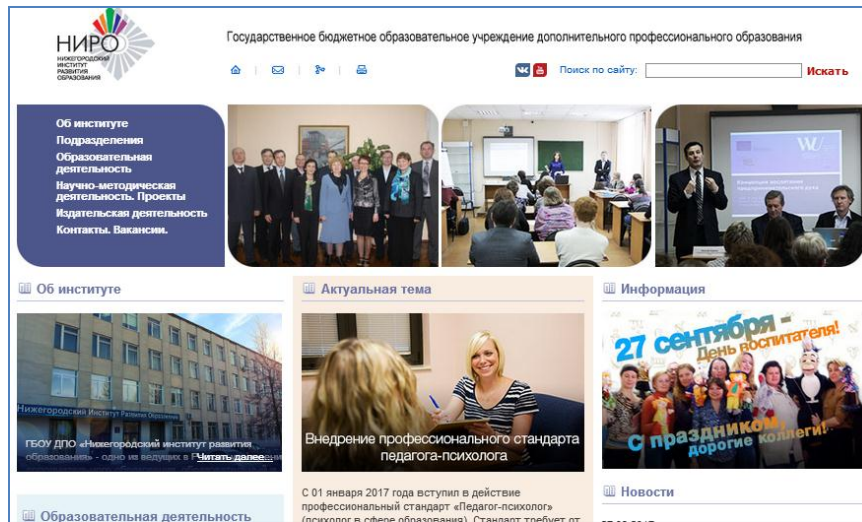 НИРО
НИЖЕГОРОДСКИЙ
ИНСТИТУТ
РАЗВИТИЯ
ОБРАЗОВАНИЯ
Государственное бюджетное образовательное учреждение дополнительного профессионального образования
Поиск по сайту:
Искать
Об институте
Подразделения
Образовательная
деятельность
Научно-методическая
деятельность. Проекты
Издательская деятельность
Контакты. Вакансии.
Об институте
Нижегородский Институт Развития Образования
ГБОУ ДПО «Нижегородский институт развития
образования» - одно из ведущих в
Читать далее...
Образовательная деятельность
Актуальная тема
Внедрение профессионального стандарта
педагога-психолога
С 01 января 2017 года вступил в действие
профессиональный стандарт «Педагог-психолог»
(психолог в сфере образования). Стандарт требует от
Информация
27 сентября -
День воспитателя!
С праздником,
дорогие коллеги!
Новости